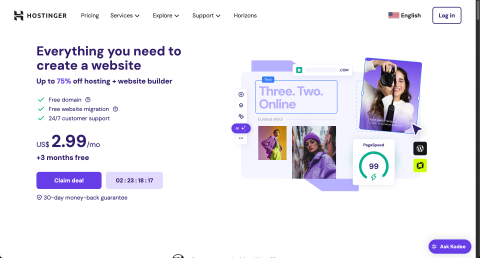 HOSTINGER
Pricing
Services
Explore
Support
Horizons
English
Log in
Everything you need to
create a website
Up to 75% off hosting + website builder
Free domain
Free website migration
24/7 customer support
US$ 2.99/mo
+3 months free
Claim deal
02 : 23 : 18 : 17
30-day money-back guarantee
.COM
Three. Two.
Online
AI
PageSpeed
99
Ask Kodee